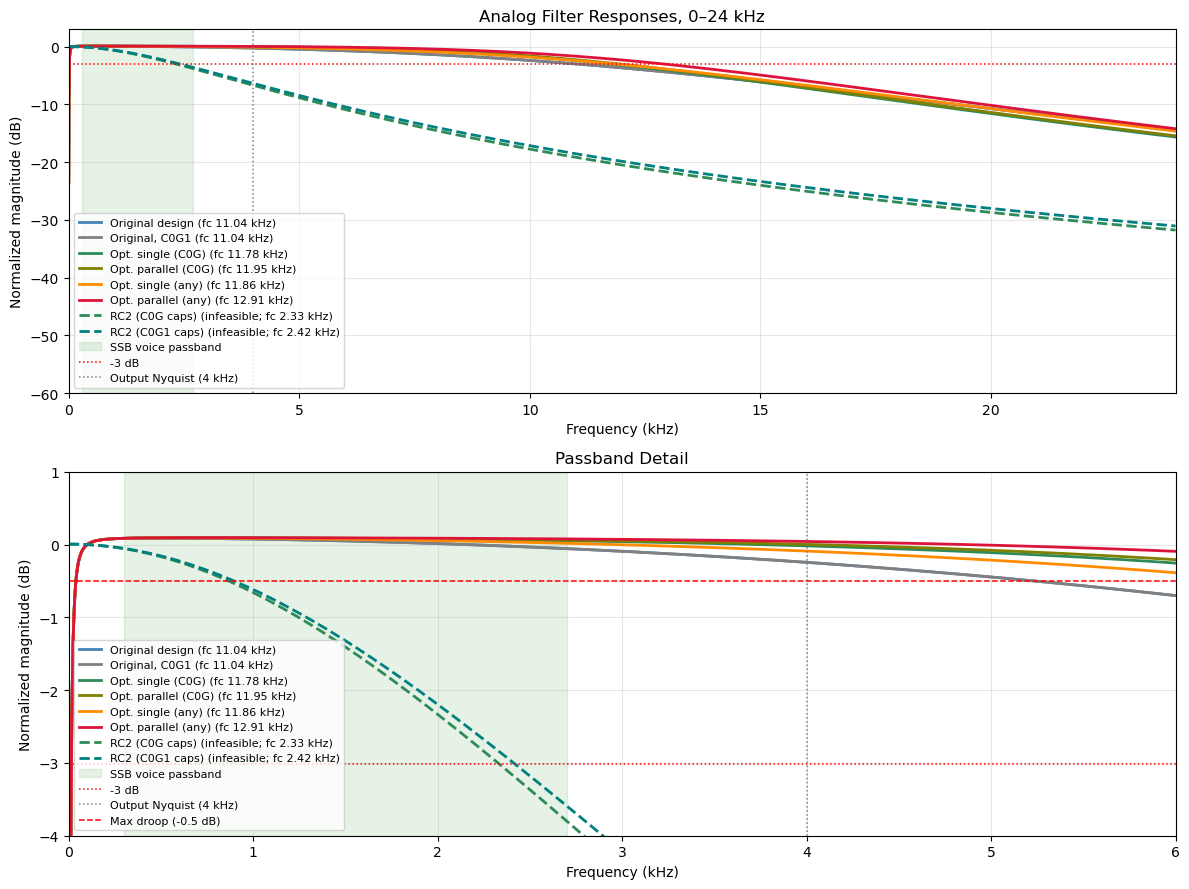 Analog Filter Responses, 0–24 kHz
Normalized magnitude (dB)
0
−10
−20
−30
−40
−50
−60
Original design (fc 11.04 kHz)
Original, C0G1 (fc 11.04 kHz)
Opt. single (C0G) (fc 11.78 kHz)
Opt. parallel (C0G) (fc 11.95 kHz)
Opt. single (any) (fc 11.86 kHz)
Opt. parallel (any) (fc 12.91 kHz)
RC2 (C0G caps) (infeasible; fc 2.33 kHz)
RC2 (C0G1 caps) (infeasible; fc 2.42 kHz)
SSB voice passband
-3 dB
Output Nyquist (4 kHz)
0 5 10 15 20
Frequency (kHz)
Passband Detail
Normalized magnitude (dB)
1
0
−1
−2
−3
−4
Original design (fc 11.04 kHz)
Original, C0G1 (fc 11.04 kHz)
Opt. single (C0G) (fc 11.78 kHz)
Opt. parallel (C0G) (fc 11.95 kHz)
Opt. single (any) (fc 11.86 kHz)
Opt. parallel (any) (fc 12.91 kHz)
RC2 (C0G caps) (infeasible; fc 2.33 kHz)
RC2 (C0G1 caps) (infeasible; fc 2.42 kHz)
SSB voice passband
-3 dB
Output Nyquist (4 kHz)
Max droop (-0.5 dB)
0 1 2 3 4 5 6
Frequency (kHz)